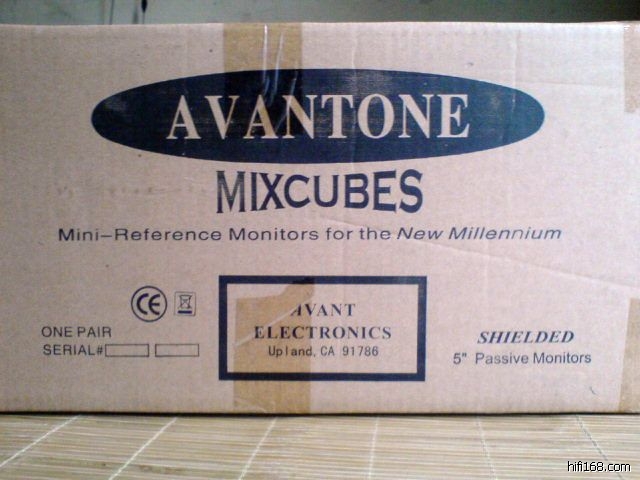 AVANTONE
MIXCUBES
Mini-Reference Monitors for the New Millennium
CE
ONE PAIR
SERIAL#
AVANT
ELECTRONICS
Upland, CA 91786
SHIELDED
5" Passive Monitors
hifi168.com